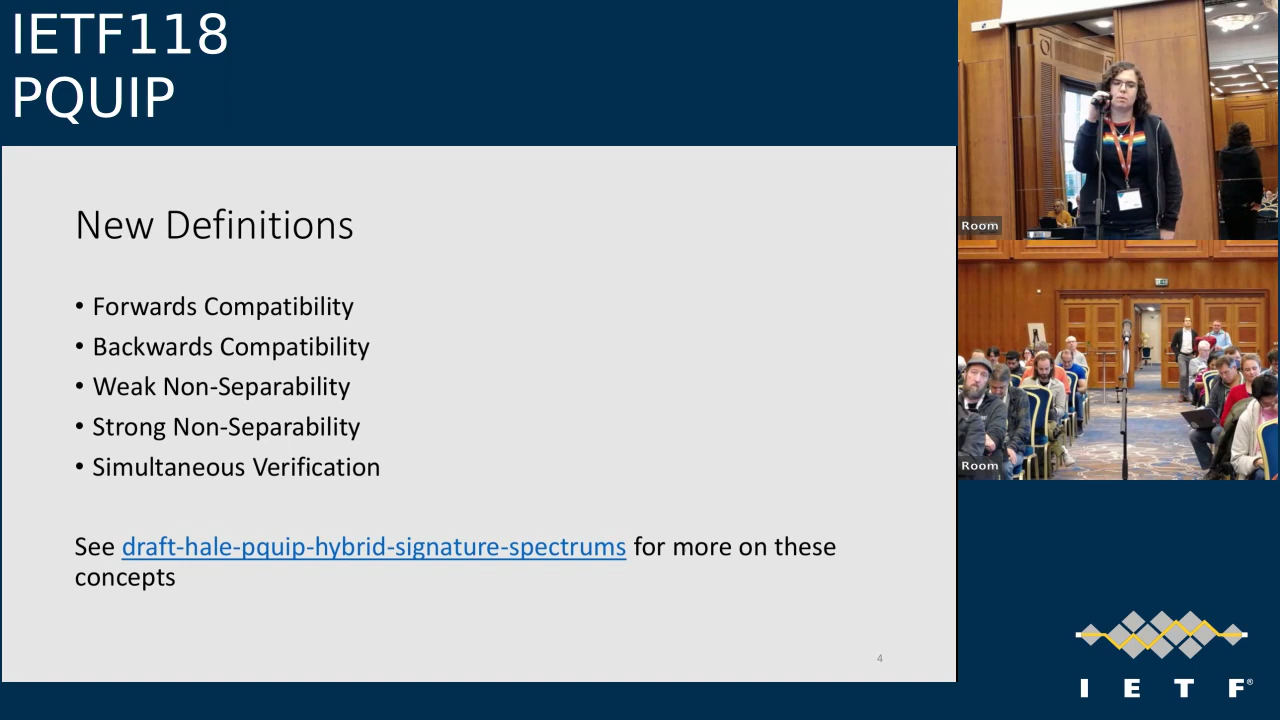 IETF118
PQUIP
New Definitions
• Forwards Compatibility
• Backwards Compatibility
• Weak Non-Separability
• Strong Non-Separability
• Simultaneous Verification
See draft-hale-pquip-hybrid-signature-spectrums for more on these
concepts
4
Room
Room
I E T F®